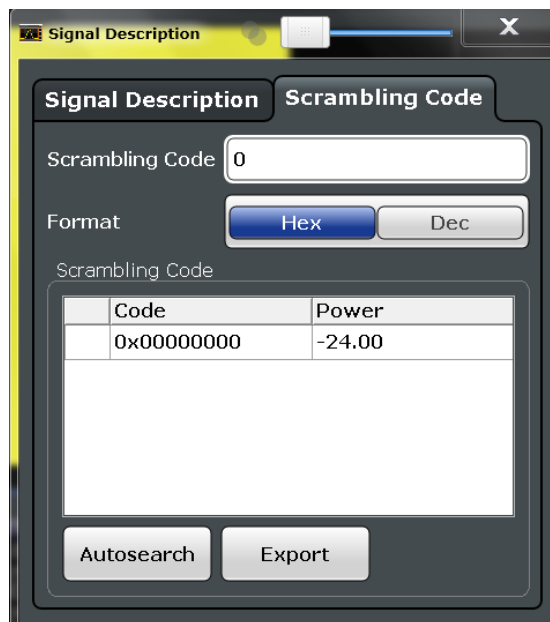 Signal Description
X
Signal Description Scrambling Code
Scrambling Code 0
Format Hex Dec
Scrambling Code
Code Power
0x00000000 -24.00
Autosearch Export